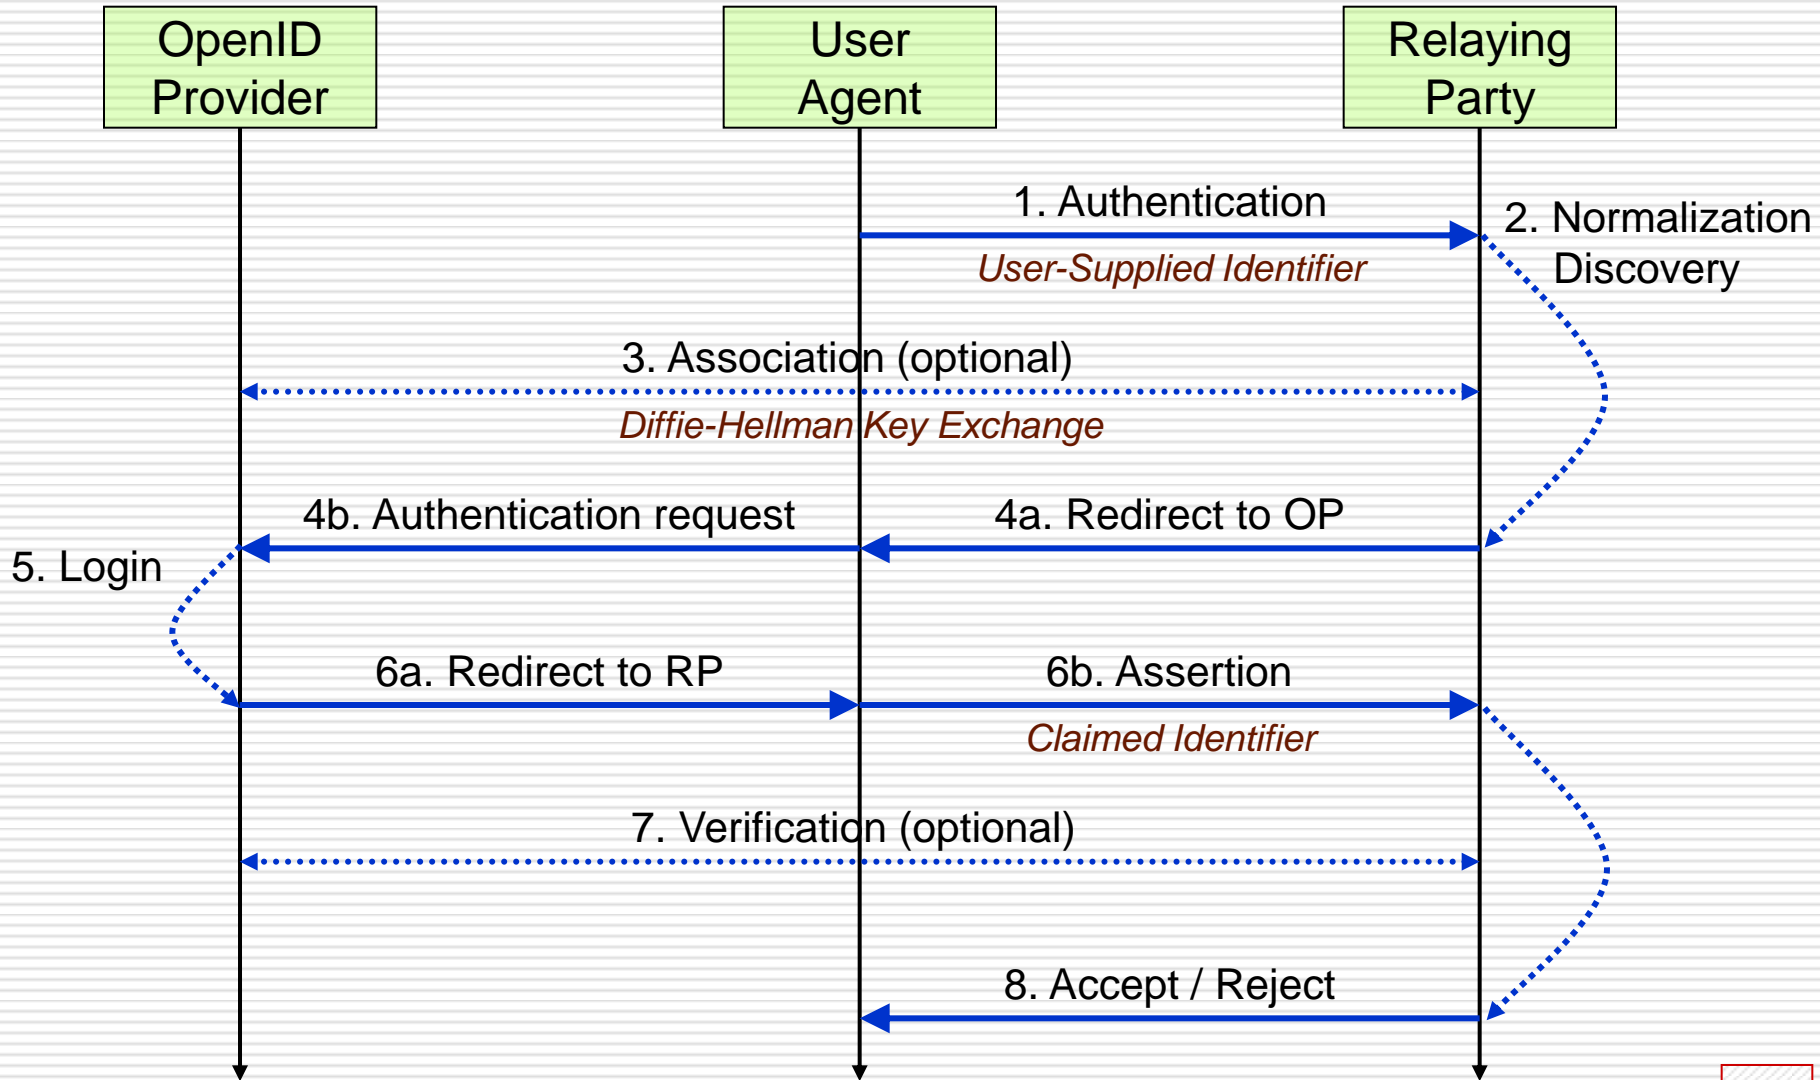 OpenID
Provider
User
Agent
Relaying
Party
1. Authentication
User-Supplied Identifier
2. Normalization
Discovery
3. Association (optional)
Diffie-Hellman Key Exchange
4b. Authentication request
4a. Redirect to OP
5. Login
6a. Redirect to RP
6b. Assertion
Claimed Identifier
7. Verification (optional)
8. Accept / Reject